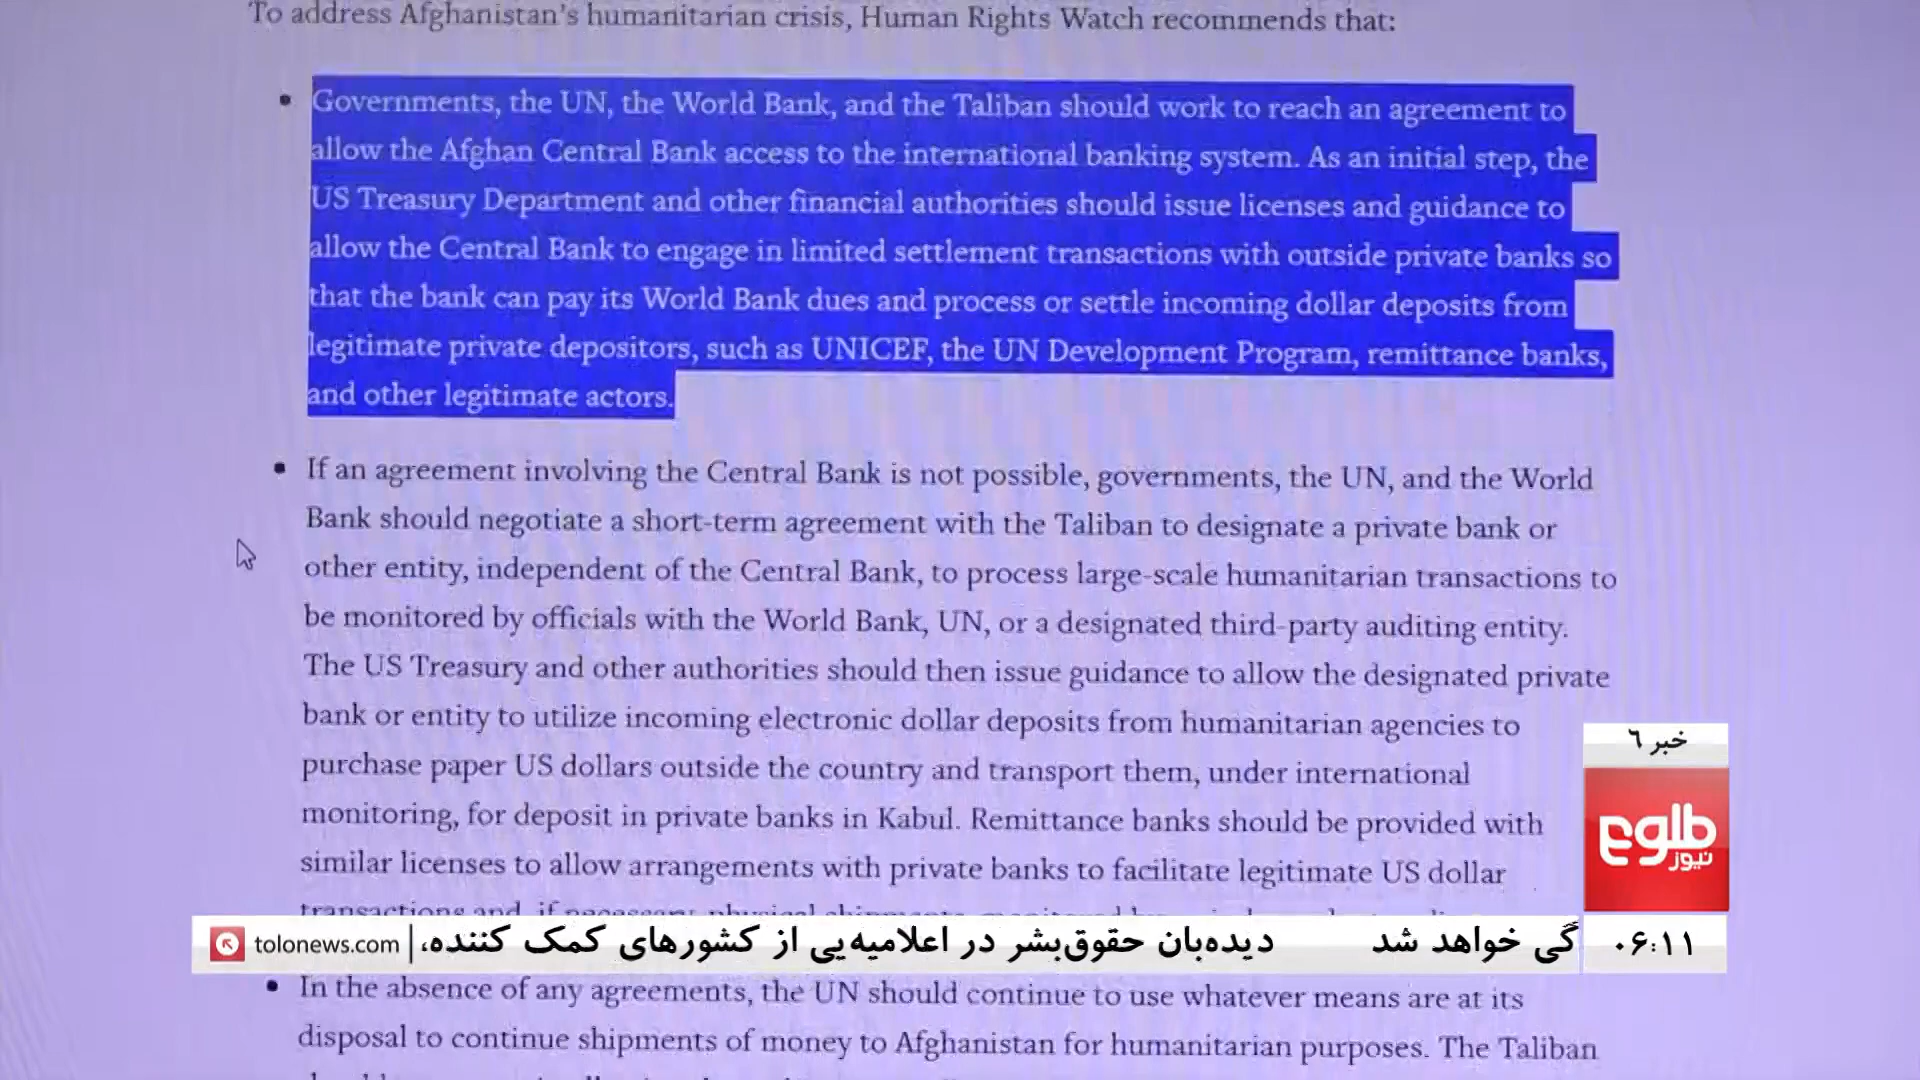 To address Afghanistan's humanitarian crisis, Human Rights Watch recommends that:
• Governments, the UN, the World Bank, and the Taliban should work to reach an agreement to
allow the Afghan Central Bank access to the international banking system. As an initial step, the
US Treasury Department and other financial authorities should issue licenses and guidance to
allow the Central Bank to engage in limited settlement transactions with outside private banks so
that the bank can pay its World Bank dues and process or settle incoming dollar deposits from
legitimate private depositors, such as UNICEF, the UN Development Program, remittance banks,
and other legitimate actors.
• If an agreement involving the Central Bank is not possible, governments, the UN, and the World
Bank should negotiate a short-term agreement with the Taliban to designate a private bank or
other entity, independent of the Central Bank, to process large-scale humanitarian transactions to
be monitored by officials with the World Bank, UN, or a designated third-party auditing entity.
The US Treasury and other authorities should then issue guidance to allow the designated private
bank or entity to utilize incoming electronic dollar deposits from humanitarian agencies to
purchase paper US dollars outside the country and transport them, under international
monitoring, for deposit in private banks in Kabul. Remittance banks should be provided with
similar licenses to allow arrangements with private banks to facilitate legitimate US dollar
transactions and, if necessary, physical shipments
خبر ۶
طلوع
نیوز
گی خواهد شد دیده‌بان حقوق‌بشر در اعلامیه‌یی از کشورهای کمک کننده،
tolonews.com
۰۶:۱۱
• In the absence of any agreements, the UN should continue to use whatever means are at its
disposal to continue shipments of money to Afghanistan for humanitarian purposes. The Taliban